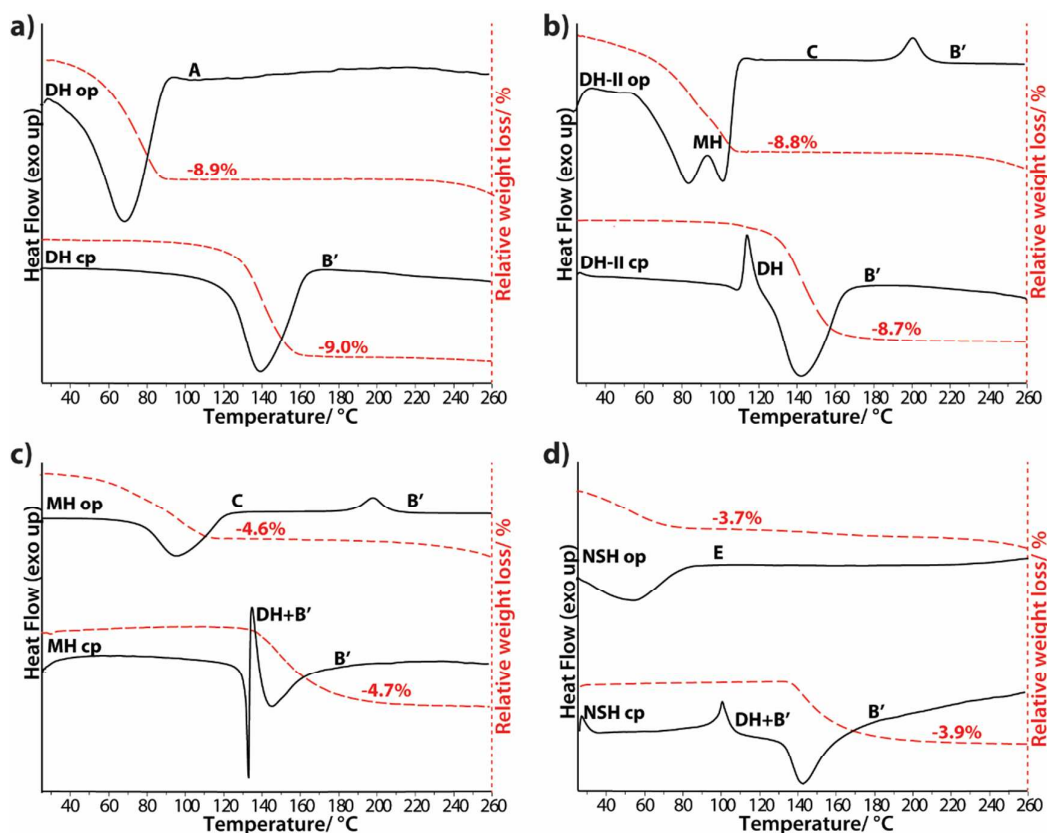 a)
Heat Flow (exo up)
A
DH op
-8.9%
DH cp
B′
-9.0%
Relative weight loss/ %
40 60 80 100 120 140 160 180 200 220 240 260
Temperature/ °C
b)
Heat Flow (exo up)
C
B′
DH-II op
MH
-8.8%
DH-II cp
DH
B′
-8.7%
Relative weight loss/ %
40 60 80 100 120 140 160 180 200 220 240 260
Temperature/ °C
c)
Heat Flow (exo up)
MH op
C
B′
-4.6%
DH+B′
MH cp
B′
-4.7%
Relative weight loss/ %
40 60 80 100 120 140 160 180 200 220 240 260
Temperature/ °C
d)
Heat Flow (exo up)
-3.7%
NSH op
E
NSH cp
DH+B′
B′
-3.9%
Relative weight loss/ %
40 60 80 100 120 140 160 180 200 220 240 260
Temperature/ °C